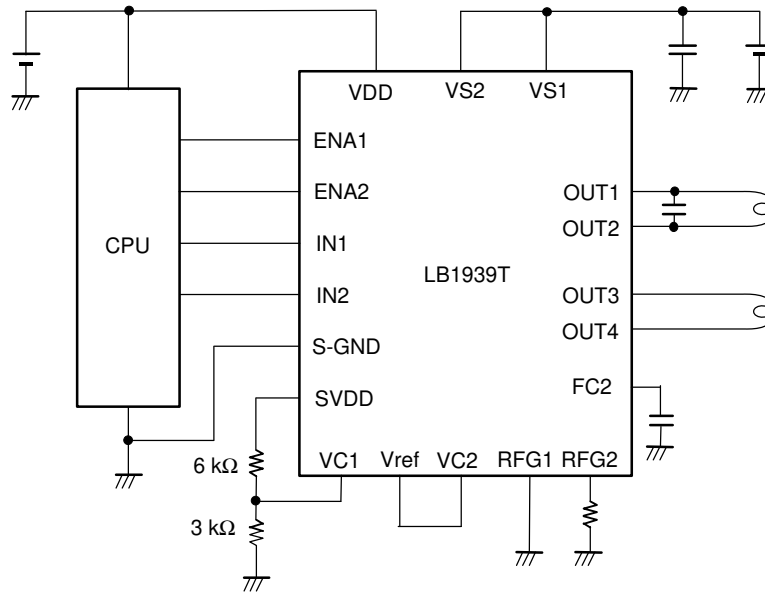 VDD
VS2
VS1
ENA1
ENA2
IN1
IN2
S-GND
SVDD
CPU
LB1939T
OUT1
OUT2
OUT3
OUT4
FC2
6 kΩ
3 kΩ
VC1
Vref
VC2
RFG1
RFG2